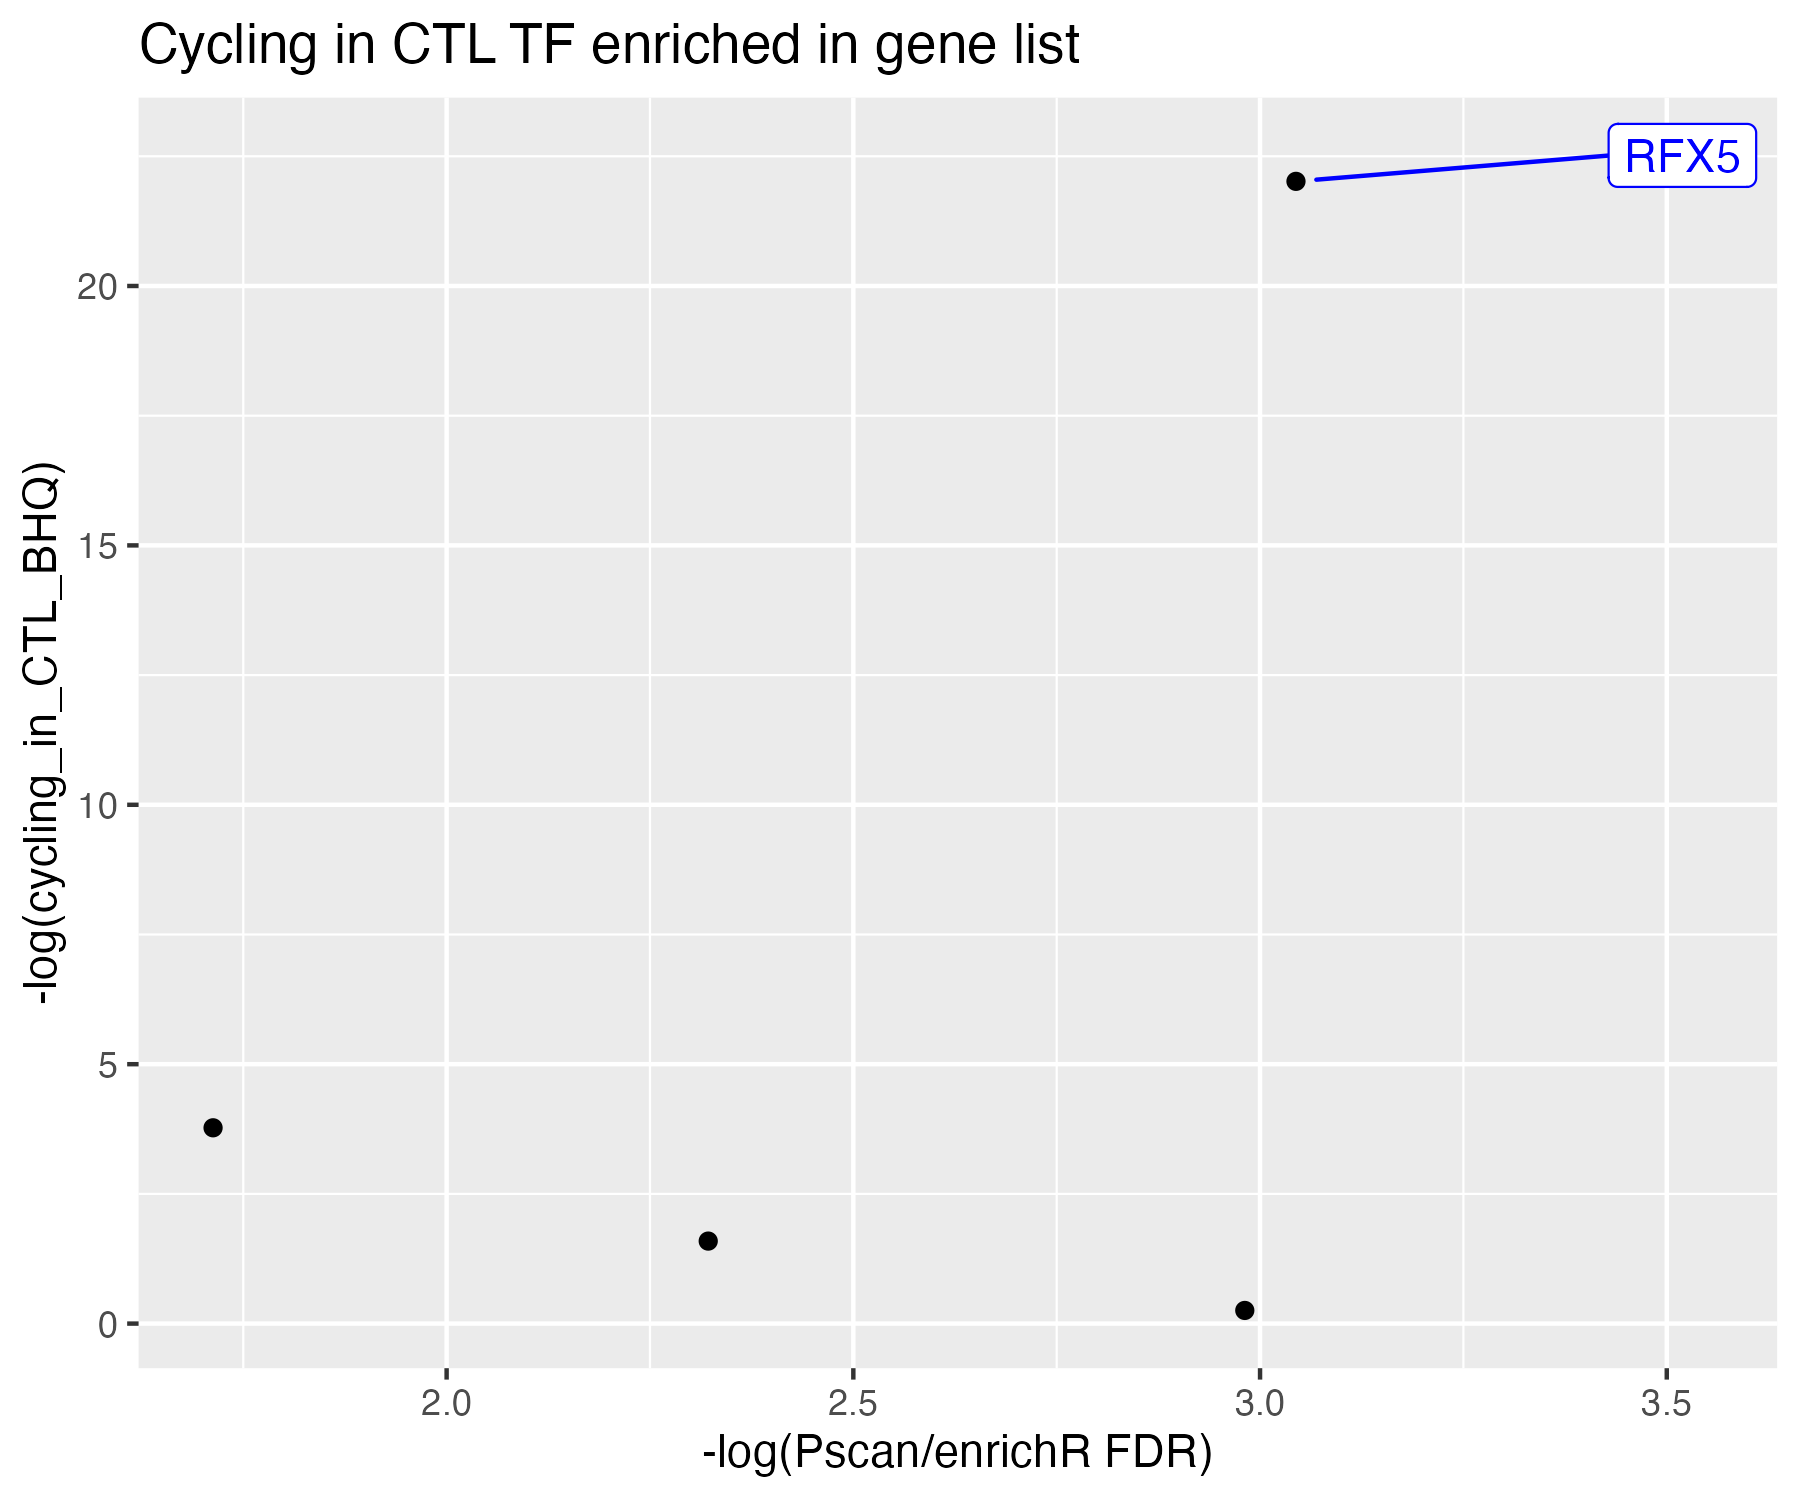 Cycling in CTL TF enriched in gene list
RFX5
20
15
10
5
0
-log(cycling_in_CTL_BHQ)
2.0 2.5 3.0 3.5
-log(Pscan/enrichR FDR)